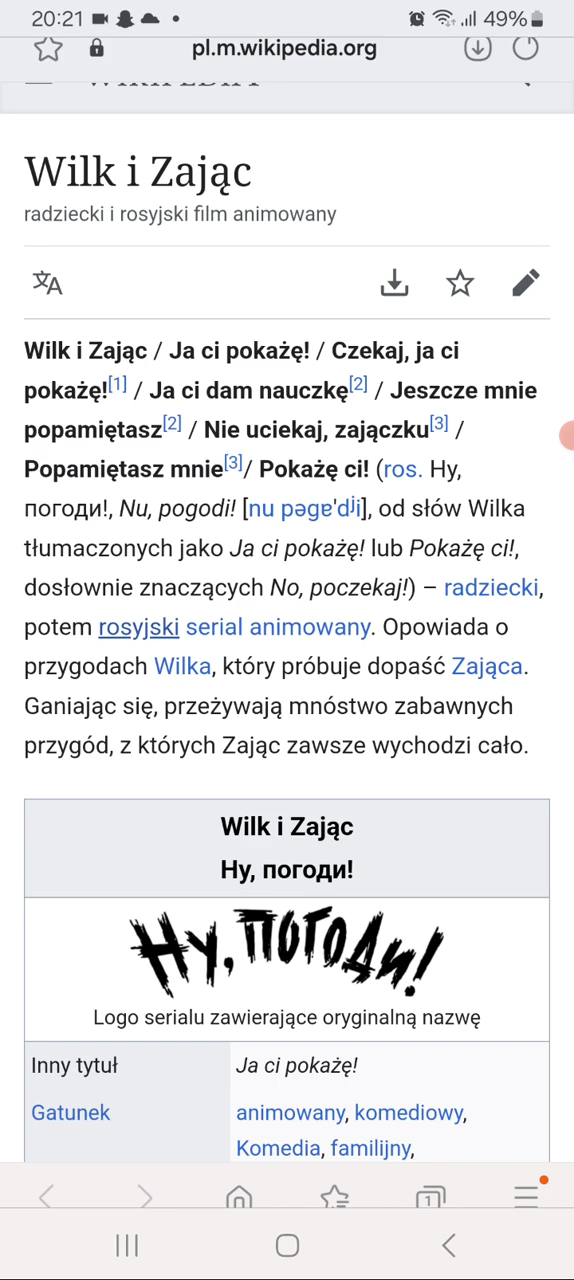 20:21
49%
pl.m.wikipedia.org
Wilk i Zając
radziecki i rosyjski film animowany
Wilk i Zając / Ja ci pokażę! / Czekaj, ja ci
pokażę![1] / Ja ci dam nauczkę[2] / Jeszcze mnie
popamiętasz[2] / Nie uciekaj, zajączku[3] /
Popamiętasz mnie[3]/ Pokażę ci! (ros. Ну,
погоди!, Nu, pogodi! [nu pəgɐˈdʲi], od słów Wilka
tłumaczonych jako Ja ci pokażę! lub Pokażę ci!,
dosłownie znaczących No, poczekaj!) – radziecki,
potem rosyjski serial animowany. Opowiada o
przygodach Wilka, który próbuje dopaść Zająca.
Ganiając się, przeżywają mnóstwo zabawnych
przygód, z których Zając zawsze wychodzi cało.
Wilk i Zając
Ну, погоди!
Ну, погоди!
Logo serialu zawierające oryginalną nazwę
Inny tytuł Ja ci pokażę!
Gatunek animowany, komediowy,
Komedia, familijny,
1